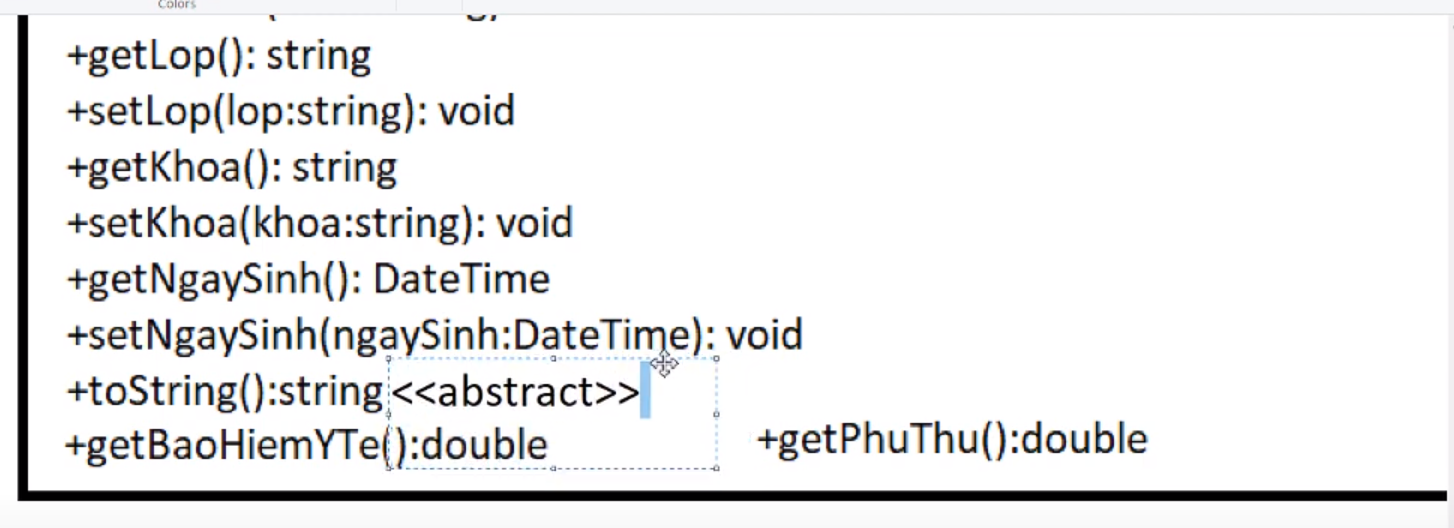 Colors
+getLop(): string
+setLop(lop:string): void
+getKhoa(): string
+setKhoa(khoa:string): void
+getNgaySinh(): DateTime
+setNgaySinh(ngaySinh:DateTime): void
+toString():string <<abstract>>
+getBaoHiemYTe():double +getPhuThu():double